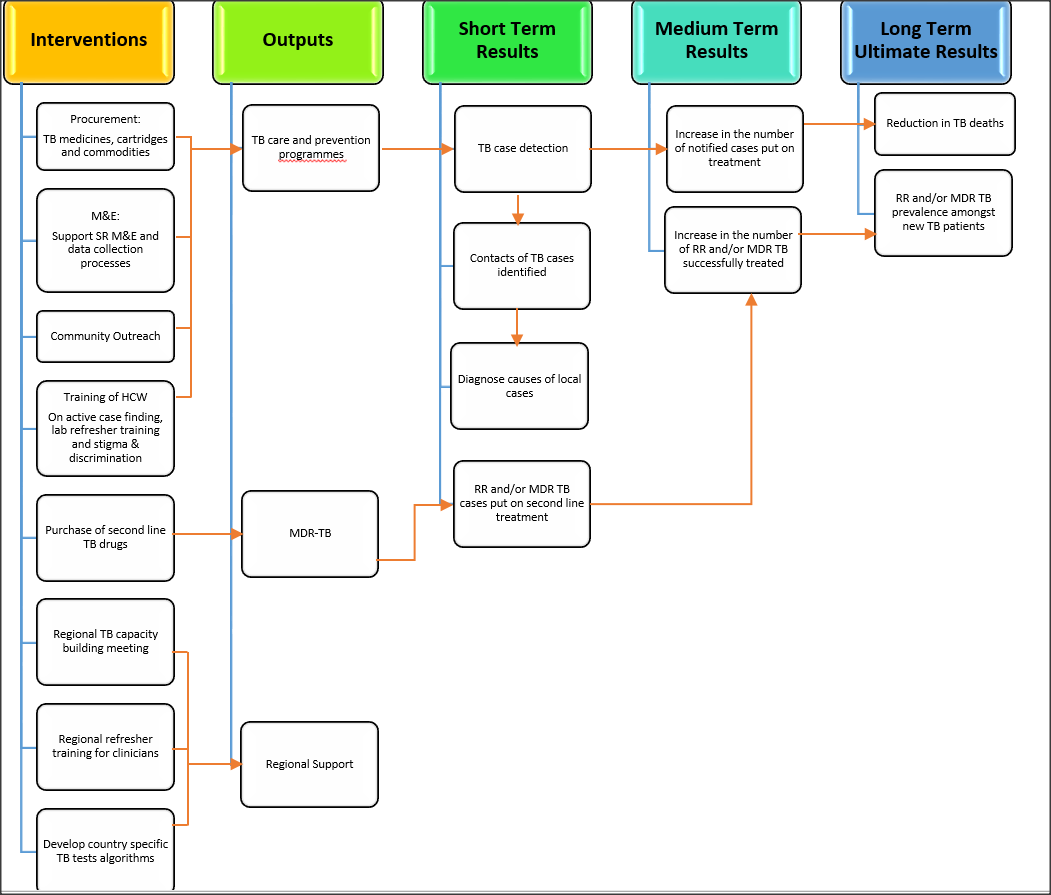 Interventions
Outputs
Short Term
Results
Medium Term
Results
Long Term
Ultimate Results
Procurement:
TB medicines, cartridges
and commodities
M&E:
Support SR M&E and
data collection
processes
Community Outreach
Training of HCW
On active case finding,
lab refresher training
and stigma &
discrimination
Purchase of second line
TB drugs
Regional TB capacity
building meeting
Regional refresher
training for clinicians
Develop country specific
TB tests algorithms
TB care and prevention
programmes
MDR-TB
Regional Support
TB case detection
Contacts of TB cases
identified
Diagnose causes of local
cases
RR and/or MDR TB
cases put on second line
treatment
Increase in the number
of notified cases put on
treatment
Increase in the number
of RR and/or MDR TB
successfully treated
Reduction in TB deaths
RR and/or MDR TB
prevalence amongst
new TB patients